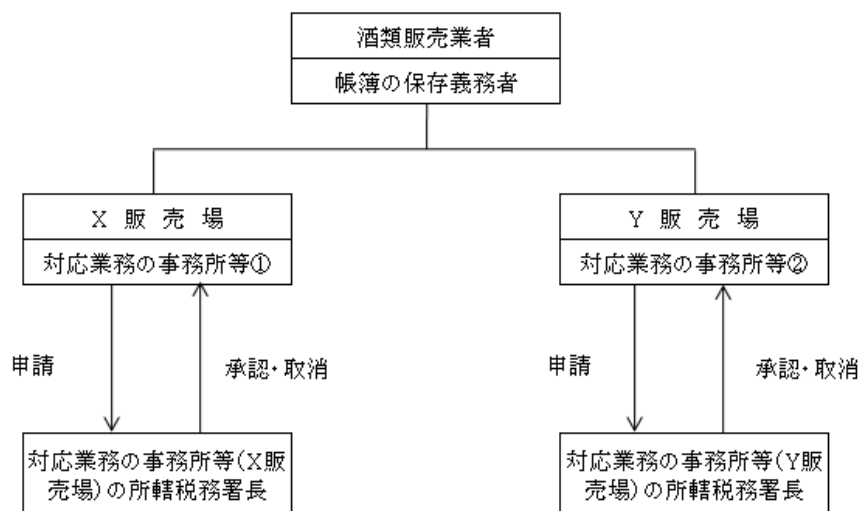 酒類販売業者
帳簿の保存義務者
X 販 売 場
対応業務の事務所等①
Y 販 売 場
対応業務の事務所等②
申請
承認・取消
申請
承認・取消
対応業務の事務所等(X販
売場)の所轄税務署長
対応業務の事務所等(Y販
売場)の所轄税務署長